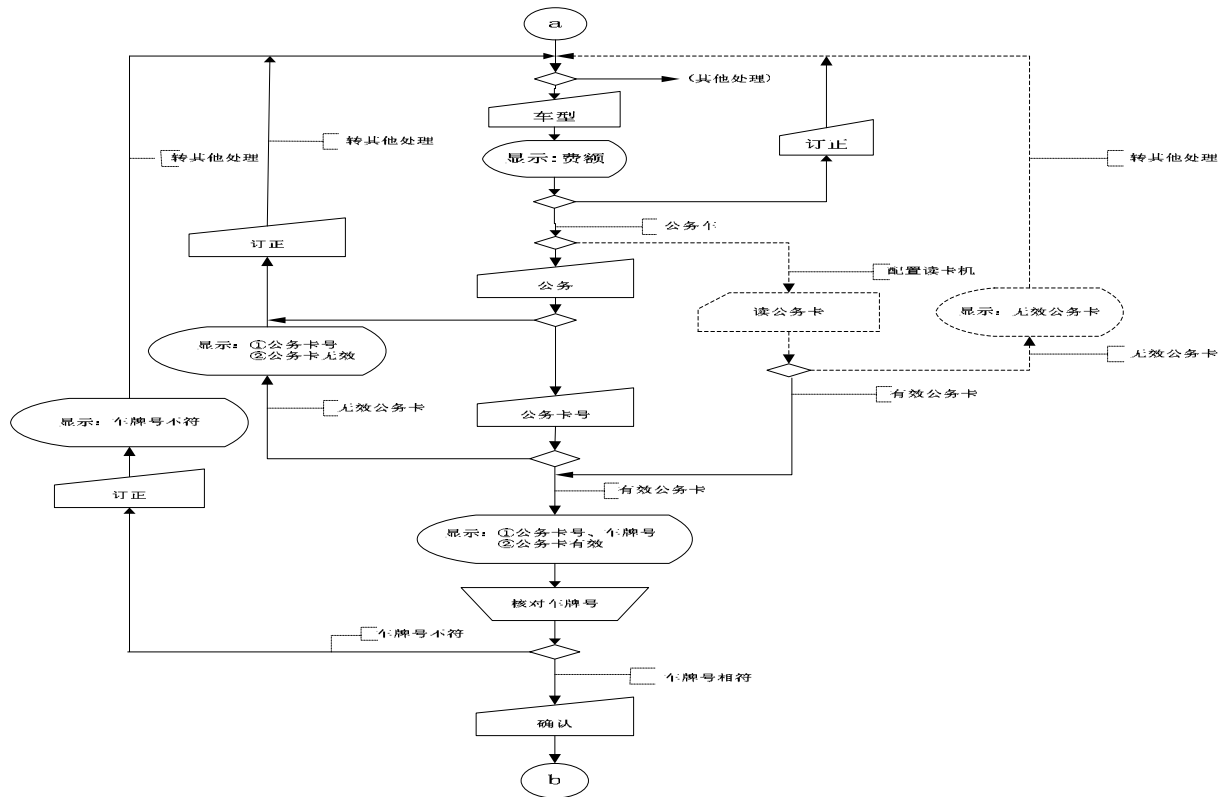 a
(其他处理)
车型
订正
转其他处理
转其他处理
显示:费额
转其他处理
公务车
订正
配置读卡机
公务
读公务卡
显示:无效公务卡
显示:①公务卡号
②公务卡无效
无效公务卡
有效公务卡
无效公务卡
公务卡号
显示:车牌号不符
有效公务卡
订正
显示:①公务卡号、车牌号
②公务卡有效
核对车牌号
车牌号不符
车牌号相符
确认
b